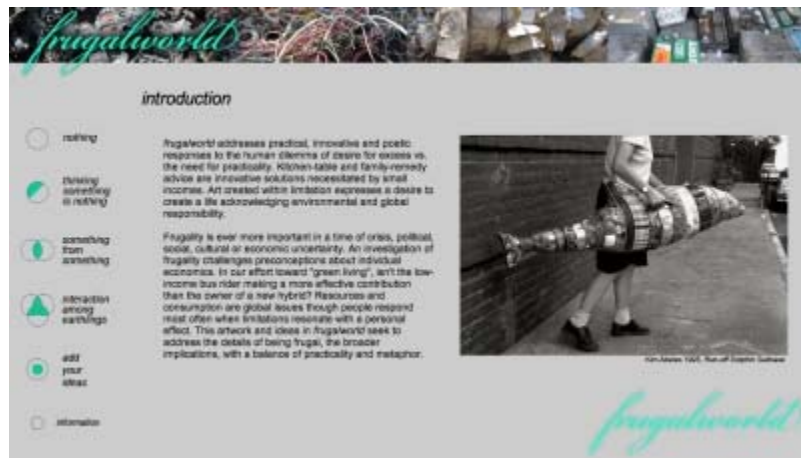 frugalworld
introduction
nothing
thinking
something
is nothing
something
from
something
interaction
among
earthlings
add
your
ideas
information
frugalworld addresses practical, innovative and poetic
responses to the human dilemma of desire for excess vs.
the need for practicality. Kitchen-table and family-remedy
advice are innovative solutions necessitated by small
incomes. Art created within limitation expresses a desire to
create a life acknowledging environmental and global
responsibility.
Frugality is ever more important in a time of crisis, political,
social, cultural or economic uncertainty. An investigation of
frugality challenges preconceptions about individual
economics. In our effort toward "green living", isn't the low-
income bus rider making a more effective contribution
than the owner of a new hybrid? Resources and
consumption are global issues though people respond
most often when limitations resonate with a personal
effect. This artwork and ideas in frugalworld seek to
address the details of being frugal, the broader
implications, with a balance of practicality and metaphor.
Kim Abeles 1995, Run-off Dolphin Suitcase
frugalworld